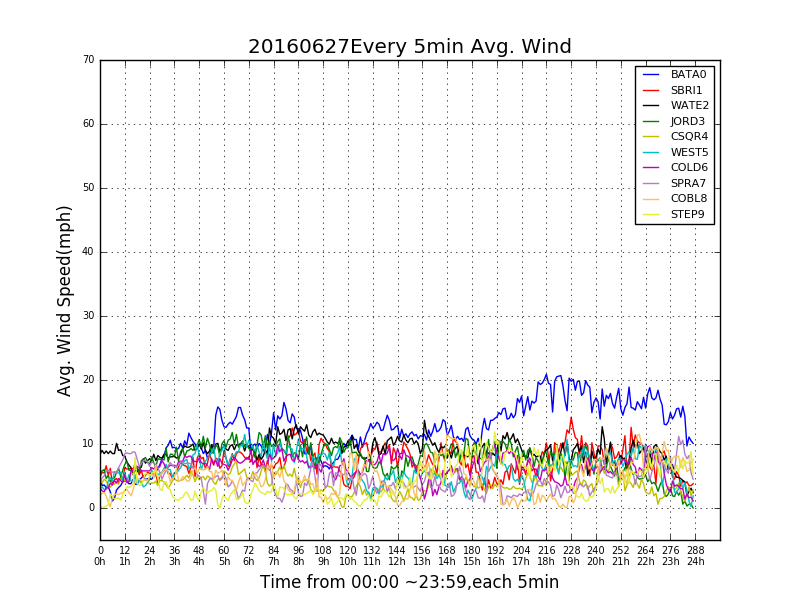 20160627Every 5min Avg. Wind
70
60
50
40
30
20
10
0
Avg. Wind Speed(mph)
BATA0
SBRI1
WATE2
JORD3
CSQR4
WEST5
COLD6
SPRA7
COBL8
STEP9
0 12 24 36 48 60 72 84 96 108 120 132 144 156 168 180 192 204 216 228 240 252 264 276 288
0h 1h 2h 3h 4h 5h 6h 7h 8h 9h 10h 11h 12h 13h 14h 15h 16h 17h 18h 19h 20h 21h 22h 23h 24h
Time from 00:00 ~23:59,each 5min